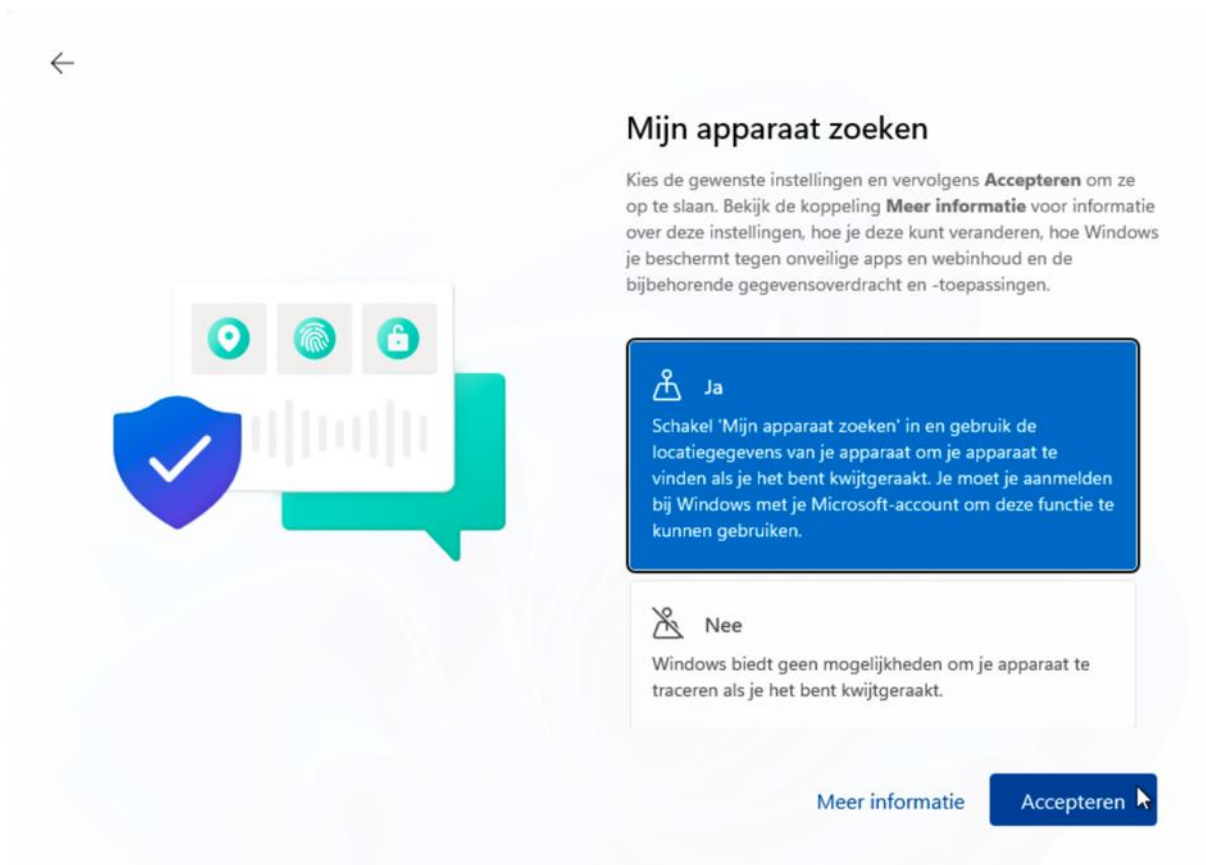 Mijn apparaat zoeken
Kies de gewenste instellingen en vervolgens Accepteren om ze
op te slaan. Bekijk de koppeling Meer informatie voor informatie
over deze instellingen, hoe je deze kunt veranderen, hoe Windows
je beschermt tegen onveilige apps en webinhoud en de
bijbehorende gegevensoverdracht en -toepassingen.
Ja
Schakel 'Mijn apparaat zoeken' in en gebruik de
locatiegegevens van je apparaat om je apparaat te
vinden als je het bent kwijtgeraakt. Je moet je aanmelden
bij Windows met je Microsoft-account om deze functie te
kunnen gebruiken.
Nee
Windows biedt geen mogelijkheden om je apparaat te
traceren als je het bent kwijtgeraakt.
Meer informatie
Accepteren